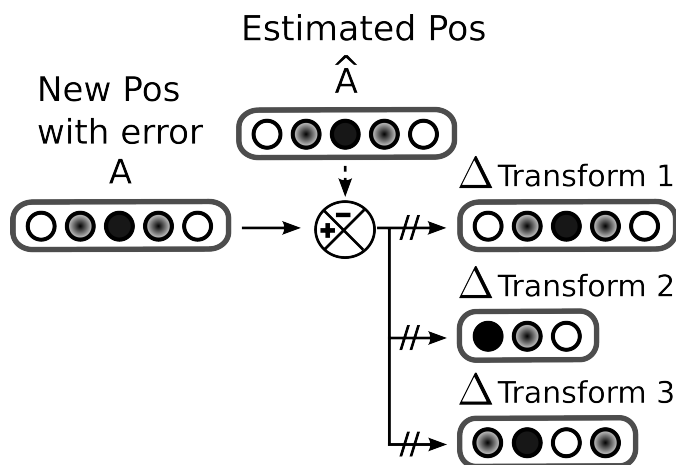 Estimated Pos
Â
New Pos
with error
A
Δ Transform 1
− +
Δ Transform 2
Δ Transform 3